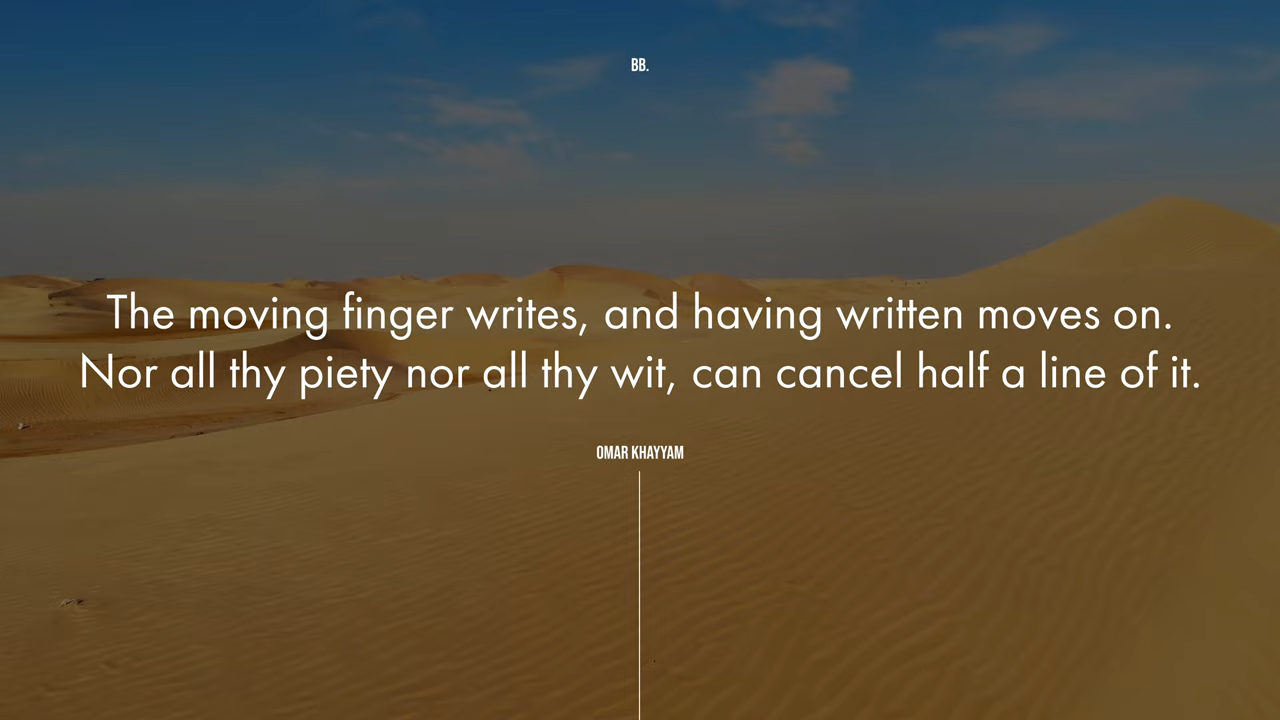 BB.
The moving finger writes, and having written moves on.
Nor all thy piety nor all thy wit, can cancel half a line of it.
OMAR KHAYYAM